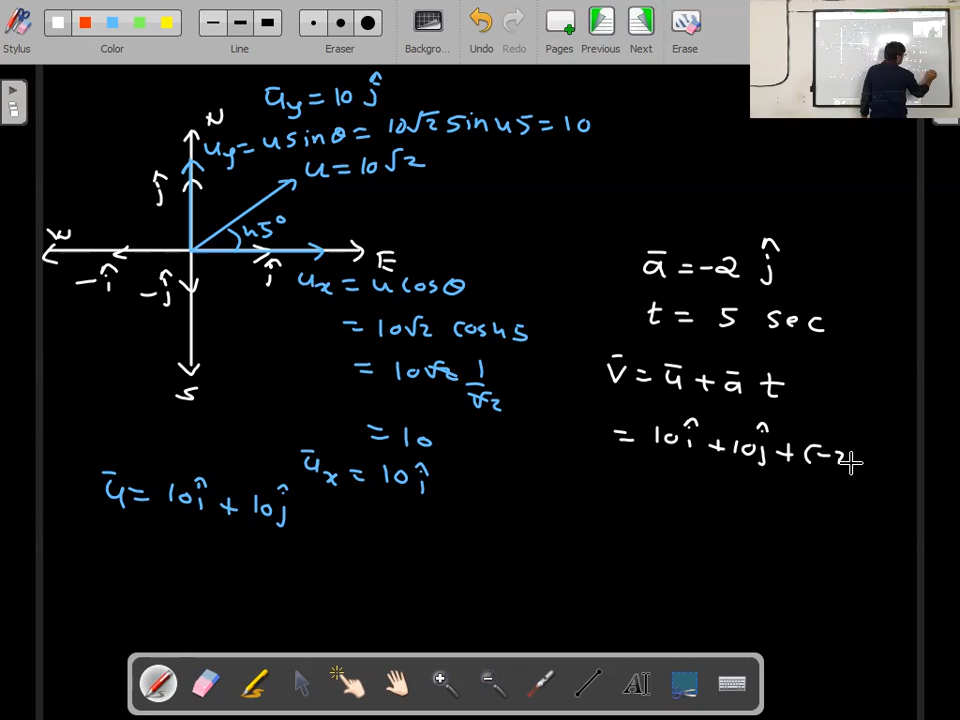 Stylus Color Line Eraser Backgro... Undo Redo Pages Previous Next Erase
ū_y = 10 ĵ
u_y = u sin θ = 10√2 sin 45 = 10
u = 10√2
N
ĵ
45°
W
E
-î
-ĵ
î
S
u_x = u cos θ
= 10√2 cos 45
= 10√2 1/√2
= 10
ū_x = 10 î
ū = 10 î + 10 ĵ
ā = -2 ĵ
t = 5 sec
v̄ = ū + ā t
= 10 î + 10 ĵ + (-2
AI